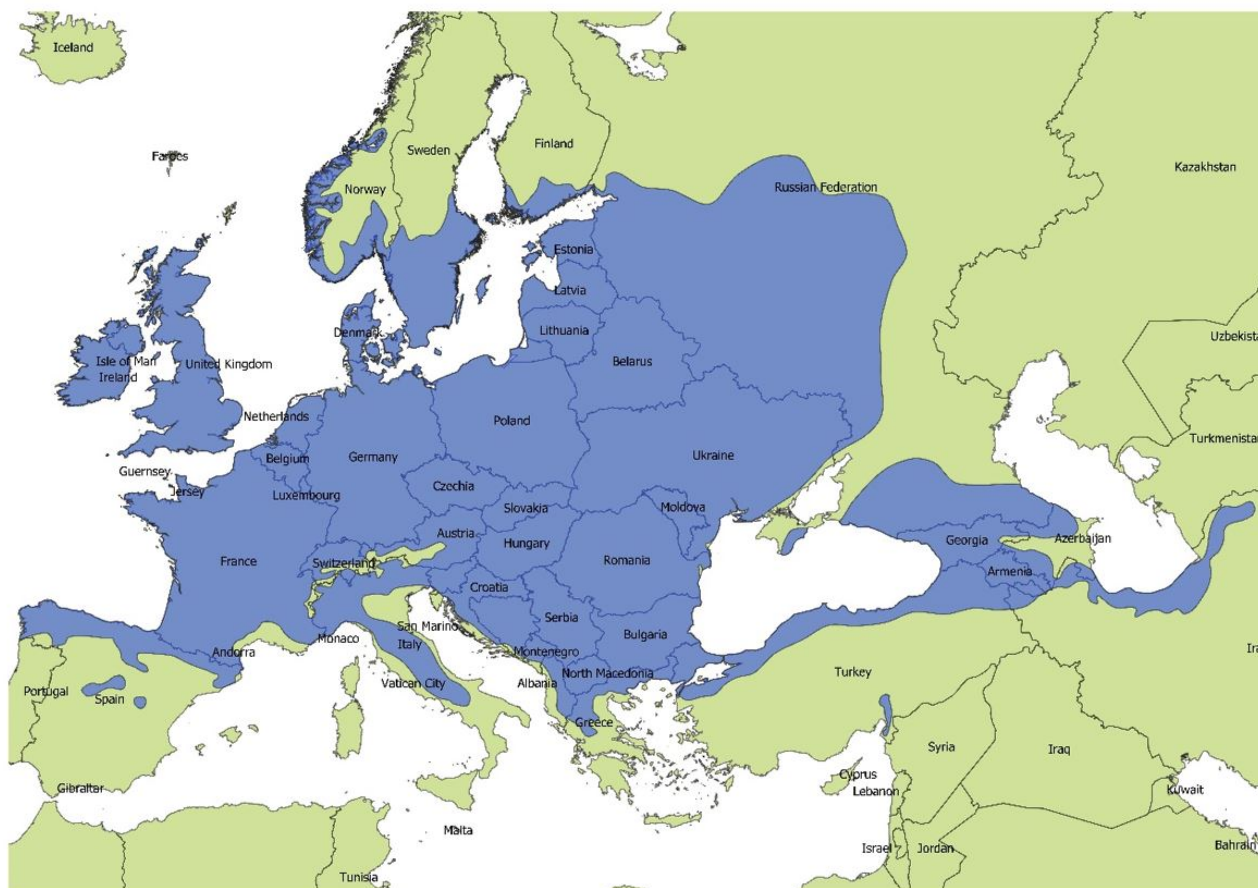 Iceland
Faroes
Sweden
Finland
Norway
Russian Federation
Kazakhstan
Estonia
Latvia
Lithuania
Denmark
Belarus
Isle of Man
Ireland
United Kingdom
Uzbekista
Netherlands
Poland
Turkmenistan
Belgium
Germany
Ukraine
Guernsey
Jersey
Luxembourg
Czechia
Slovakia
Moldova
Austria
Hungary
Georgia
Azerbaijan
France
Switzerland
Romania
Armenia
Croatia
Serbia
San Marino
Monaco
Italy
Bulgaria
Andorra
Montenegro
North Macedonia
Portugal
Spain
Vatican City
Albania
Turkey
Ira
Greece
Syria
Iraq
Cyprus
Lebanon
Gibraltar
Kuwait
Malta
Israel
Jordan
Bahrain
Tunisia